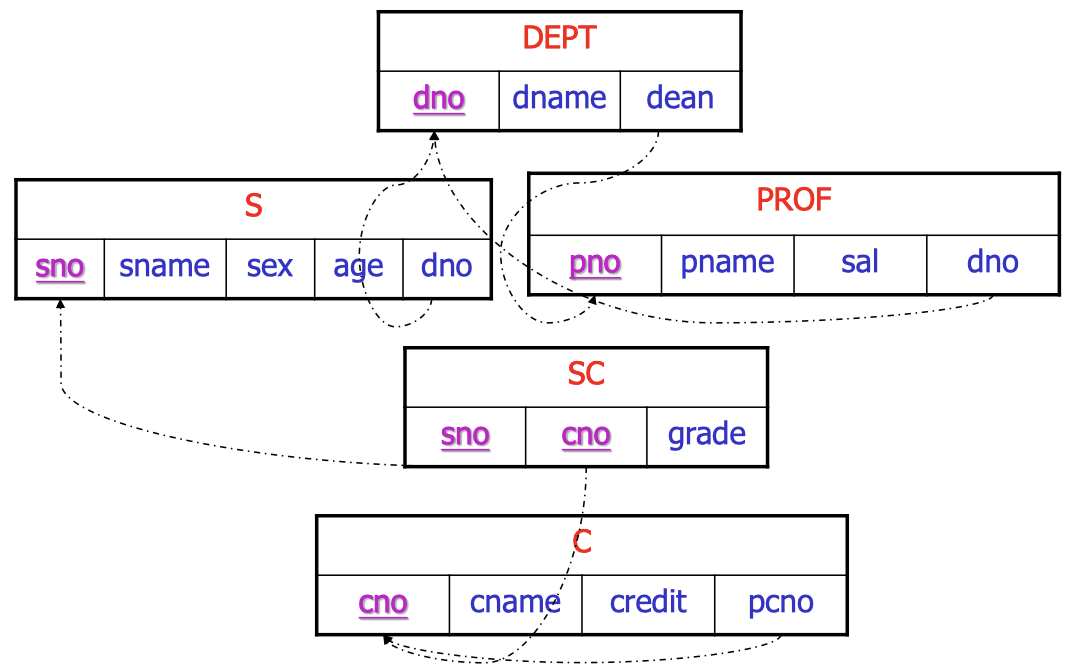 DEPT
dno dname dean
S
sno sname sex age dno
PROF
pno pname sal dno
SC
sno cno grade
C
cno cname credit pcno